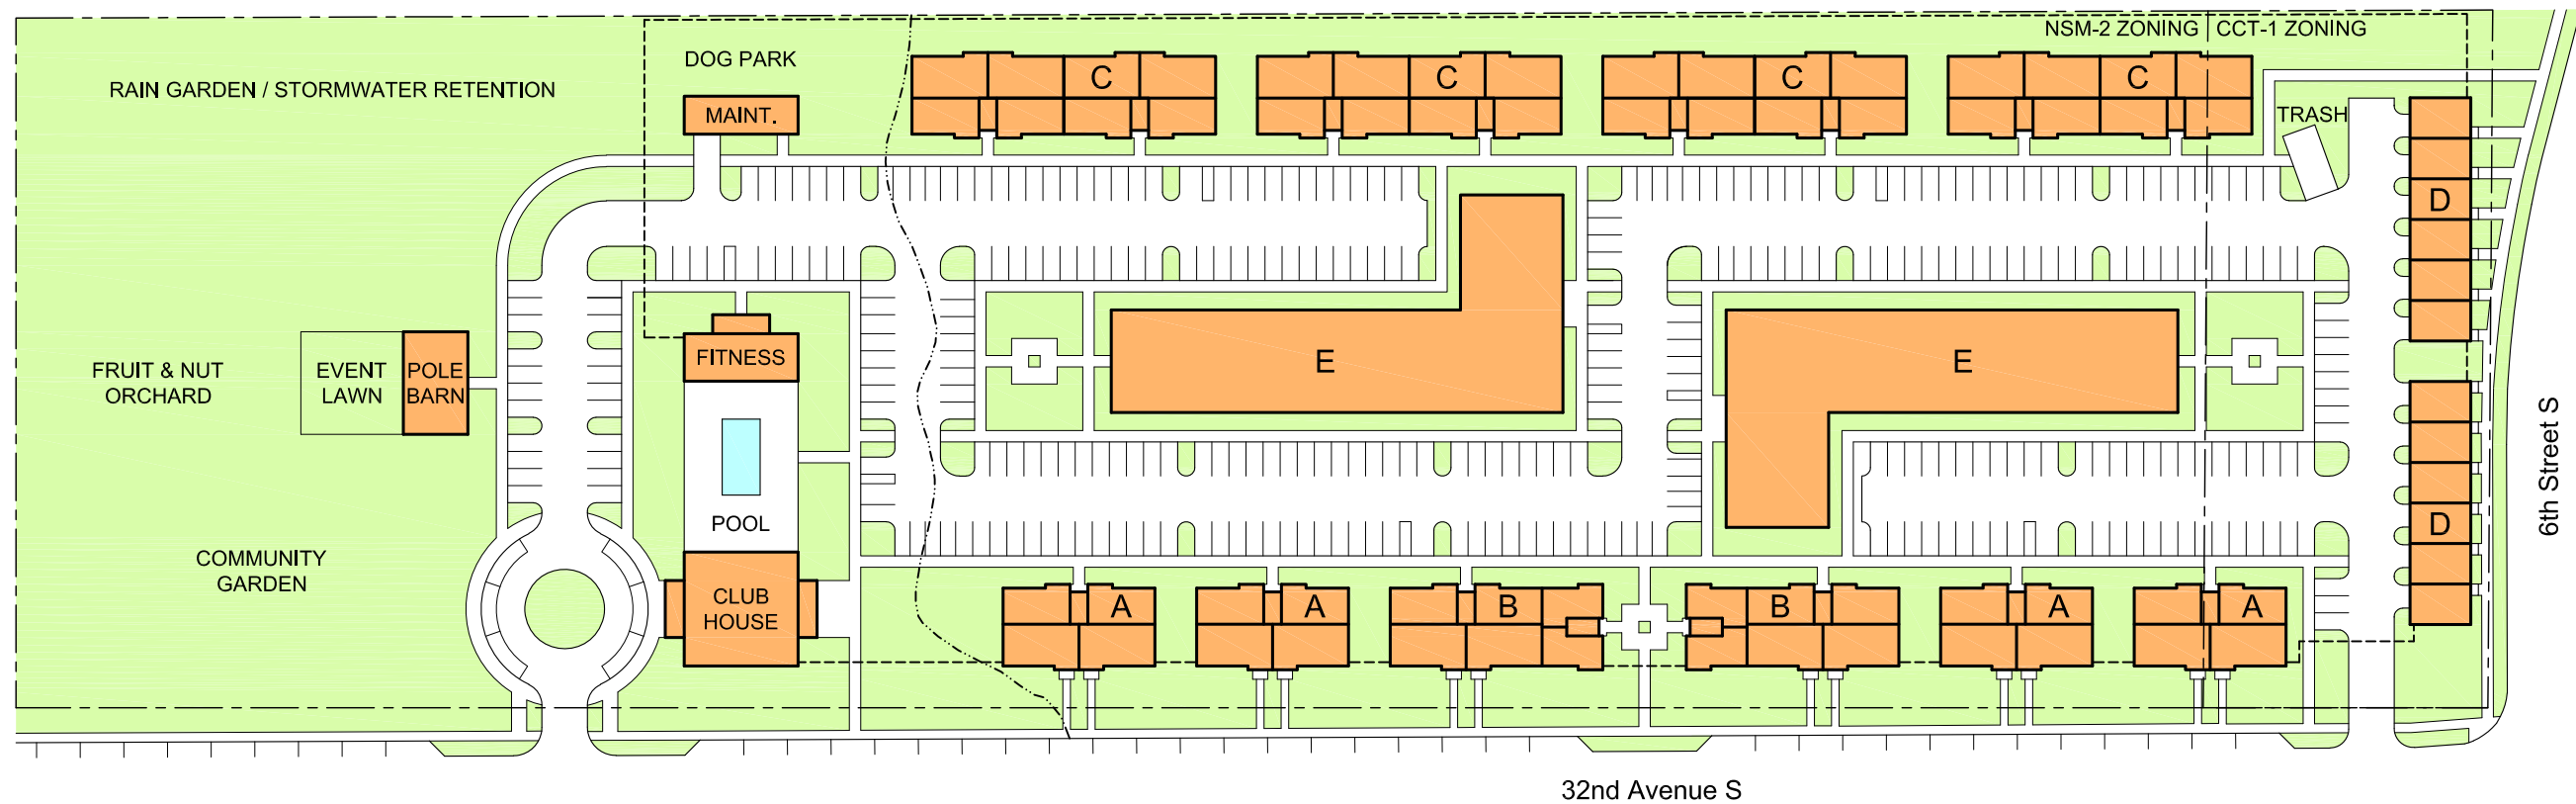 NSM-2 ZONING CCT-1 ZONING
DOG PARK
RAIN GARDEN / STORMWATER RETENTION
MAINT.
C
C
C
C
TRASH
D
FITNESS
E
E
FRUIT & NUT
ORCHARD
EVENT
LAWN
POLE
BARN
6th Street S
POOL
D
COMMUNITY
GARDEN
CLUB
HOUSE
A
A
B
B
A
A
32nd Avenue S